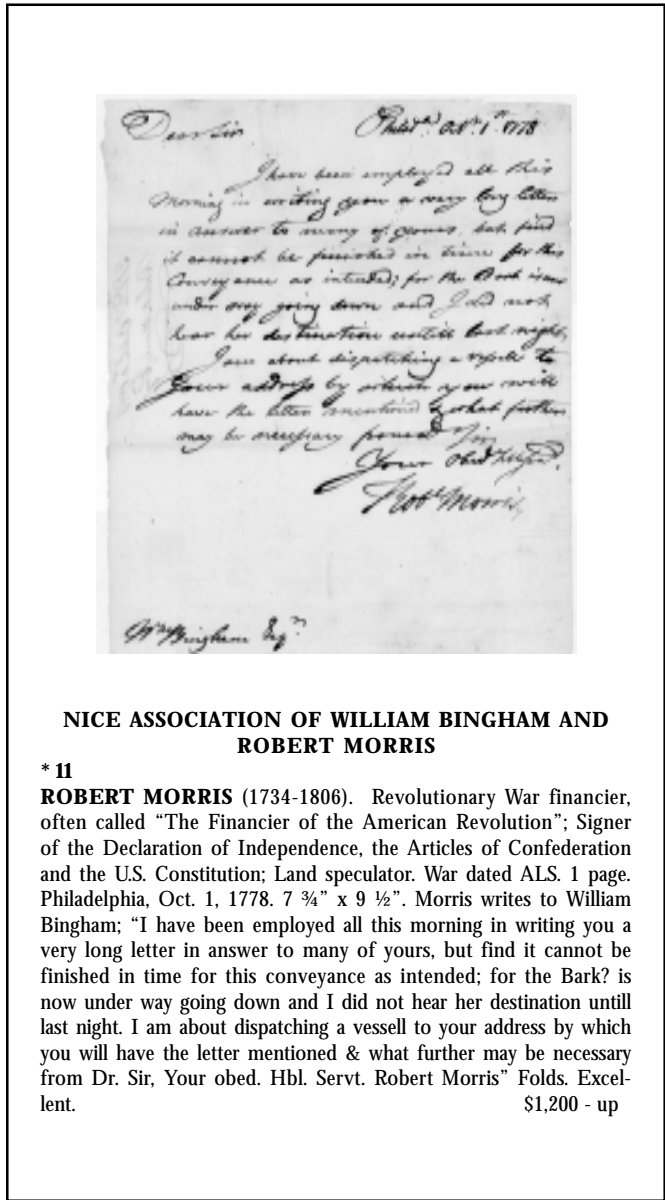 Dear Sir
Philada. Octr. 1st. 1778
I have been employed all this
Morning in writing you a very long letter
in answer to many of yours, but find
it cannot be finished in time for this
Conveyance as intended; for the is now
under way going down and I did not
hear her destination untill last night,
I am about dispatching a vessell to
Your address by which you will
have the letter mentioned & what further
may be necessary from Dr. Sir
Your Obed. hble Servt.
Robt. Morris
Wm. Bingham Esqr.
NICE ASSOCIATION OF WILLIAM BINGHAM AND
ROBERT MORRIS
* 11
ROBERT MORRIS (1734-1806). Revolutionary War financier,
often called “The Financier of the American Revolution”; Signer
of the Declaration of Independence, the Articles of Confederation
and the U.S. Constitution; Land speculator. War dated ALS. 1 page.
Philadelphia, Oct. 1, 1778. 7 ¾” x 9 ½”. Morris writes to William
Bingham; “I have been employed all this morning in writing you a
very long letter in answer to many of yours, but find it cannot be
finished in time for this conveyance as intended; for the Bark? is
now under way going down and I did not hear her destination untill
last night. I am about dispatching a vessell to your address by which
you will have the letter mentioned & what further may be necessary
from Dr. Sir, Your obed. Hbl. Servt. Robert Morris” Folds. Excel-
lent. $1,200 - up